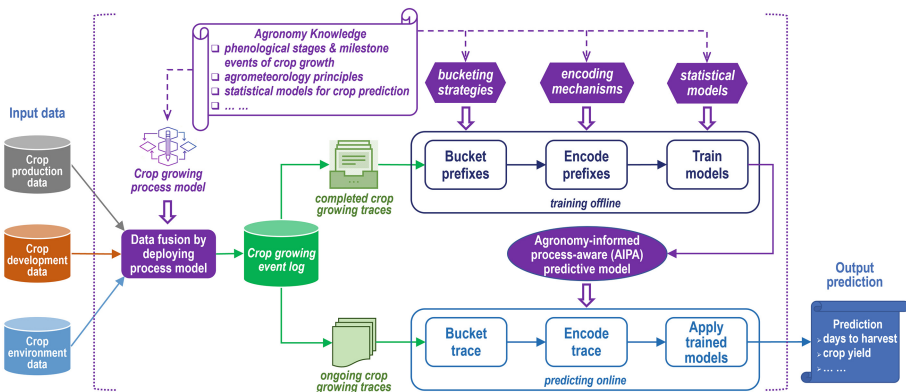 Agronomy Knowledge
❑ phenological stages & milestone
events of crop growth
❑ agrometeorology principles
❑ statistical models for crop prediction
❑ ... ...
bucketing
strategies
encoding
mechanisms
statistical
models
Input data
Crop
production
data
Crop
development
data
Crop
environment
data
Crop growing
process model
Data fusion by
deploying
process model
Crop growing
event log
completed crop
growing traces
Bucket
prefixes
Encode
prefixes
Train
models
training offline
Agronomy-informed
process-aware (AIPA)
predictive model
ongoing crop
growing traces
Bucket
trace
Encode
trace
Apply
trained
models
predicting online
Output
prediction
Prediction
➢ days to harvest
➢ crop yield
➢ ... ...